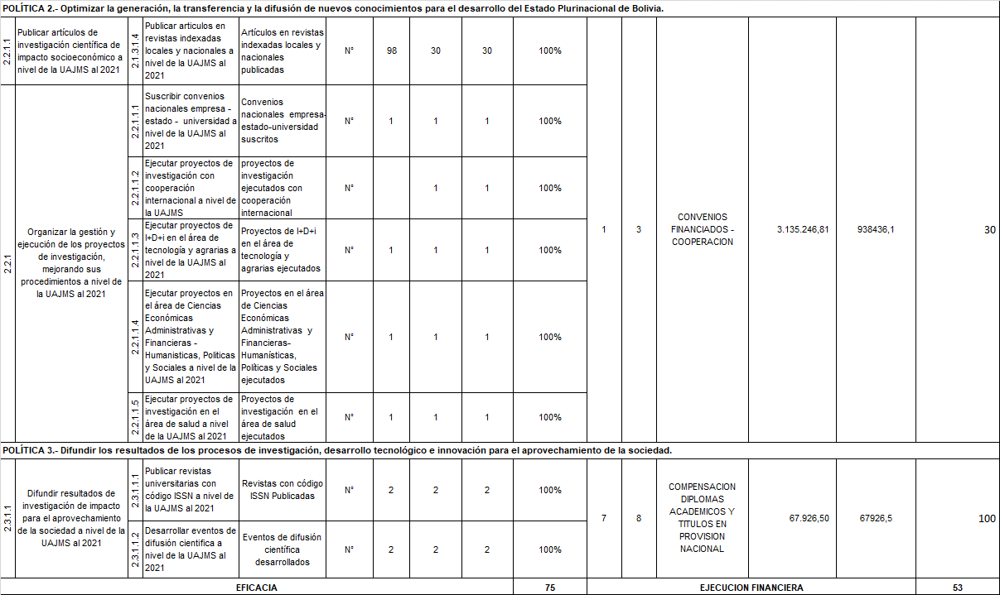 POLÍTICA 2.- Optimizar la generación, la transferencia y la difusión de nuevos conocimientos para el desarrollo del Estado Plurinacional de Bolivia.
2.2.1.1
Publicar artículos de
investigación científica de
impacto socioeconómico a
nivel de la UAJMS al 2021
2.1.3.1.4
Publicar articulos en
revistas indexadas
locales y nacionales a
nivel de la UAJMS al
2021
Artículos en revistas
indexadas locales y
nacionales
publicadas
N°
98
30
30
100%
2.2.1
Organizar la gestión y
ejecución de los proyectos
de investigación,
mejorando sus
procedimientos a nivel de
la UAJMS al 2021
2.2.1.1.1
Suscribir convenios
nacionales empresa -
estado - universidad a
nivel de la UAJMS al
2021
Convenios
nacionales empresa-
estado-universidad
suscritos
N°
1
1
1
100%
2.2.1.1.2
Ejecutar proyectos de
investigación con
cooperación
internacional a nivel de
la UAJMS
proyectos de
investigación
ejecutados con
cooperación
internacional
N°
1
1
100%
2.2.1.1.3
Ejecutar proyectos de
I+D+i en el área de
tecnología y agrarias a
nivel de la UAJMS al
2021
Proyectos de I+D+i
en el área de
tecnología y
agrarias ejecutados
N°
1
1
1
100%
2.2.1.1.4
Ejecutar proyectos en
el área de Ciencias
Económicas
Administrativas y
Financieras -
Humanisticas, Politicas
y Sociales a nivel de la
UAJMS al 2021
Proyectos en el área
de Ciencias
Económicas
Administrativas y
Financieras-
Humanísticas,
Políticas y Sociales
ejecutados
N°
1
1
1
100%
2.2.1.1.5
Ejecutar proyectos de
investigación en el
área de salud a nivel
de la UAJMS al 2021
Proyectos de
investigación en el
área de salud
ejecutados
N°
1
1
1
100%
1
3
CONVENIOS
FINANCIADOS -
COOPERACION
3.135.246,81
938436,1
30
POLÍTICA 3.- Difundir los resultados de los procesos de investigación, desarrollo tecnológico e innovación para el aprovechamiento de la sociedad.
2.3.1.1
Difundir resultados de
investigación de impacto
para el aprovechamiento
de la sociedad a nivel de la
UAJMS al 2021
2.3.1.1.1
Publicar revistas
universitarias con
código ISSN a nivel de
la UAJMS al 2021
Revistas con código
ISSN Publicadas
N°
2
2
2
100%
2.3.1.1.2
Desarrollar eventos de
difusión cientifica a
nivel de la UAJMS al
2021
Eventos de difusión
científica
desarrollados
N°
2
2
2
100%
7
8
COMPENSACION
DIPLOMAS
ACADEMICOS Y
TITULOS EN
PROVISION
NACIONAL
67.926,50
67926,5
100
EFICACIA
75
EJECUCION FINANCIERA
53